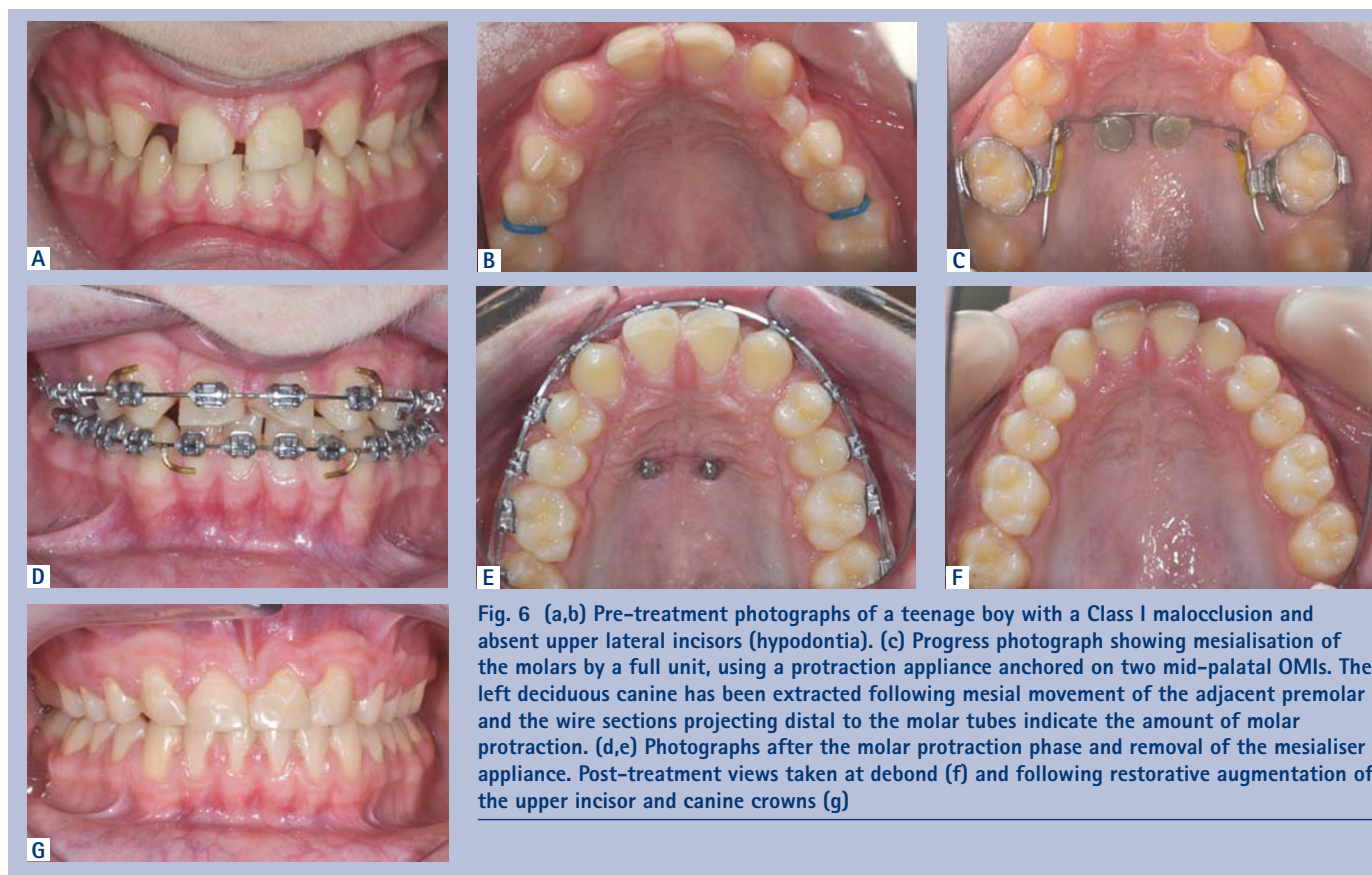 A
B
C
D
E
F
G
Fig. 6 (a,b) Pre-treatment photographs of a teenage boy with a Class I malocclusion and
absent upper lateral incisors (hypodontia). (c) Progress photograph showing mesialisation of
the molars by a full unit, using a protraction appliance anchored on two mid-palatal OMIs. The
left deciduous canine has been extracted following mesial movement of the adjacent premolar
and the wire sections projecting distal to the molar tubes indicate the amount of molar
protraction. (d,e) Photographs after the molar protraction phase and removal of the mesialiser
appliance. Post-treatment views taken at debond (f) and following restorative augmentation of
the upper incisor and canine crowns (g)